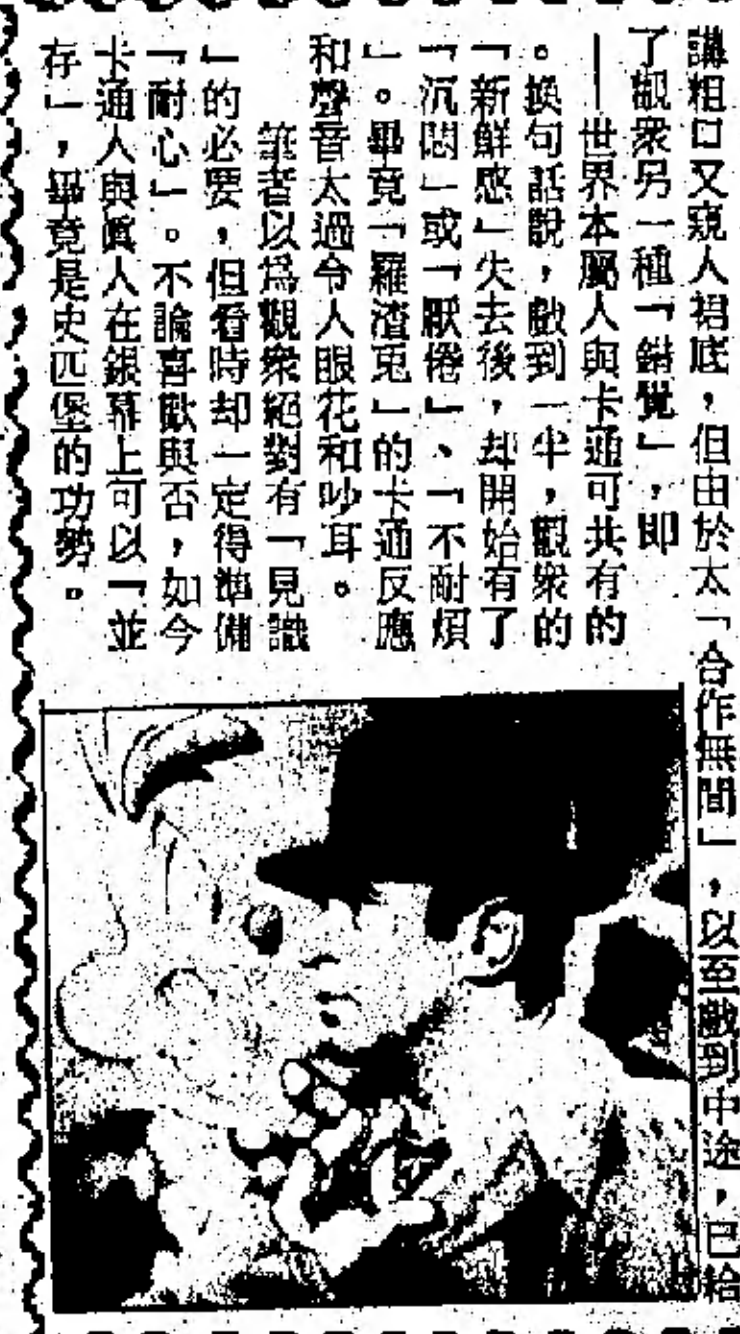 講粗口又窺人裙底，但由於太「合作無間」，以至戲到中途，已給
了觀衆另一種「錯覺」，即
——世界本屬人與卡通可共有的
。換句話說，戲到一半，觀衆的
「新鮮感」失去後，却開始有了
「沉悶」或「厭倦」、「不耐煩
」。畢竟「羅渣兎」的卡通反應
和聲音太過令人眼花和吵耳。
筆者以爲觀衆絕對有「見識
」的必要，但看時却一定得準備
「耐心」。不論喜歡與否，如今
卡通人與眞人在銀幕上可以「並
存」，畢竟是史匹堡的功勞。